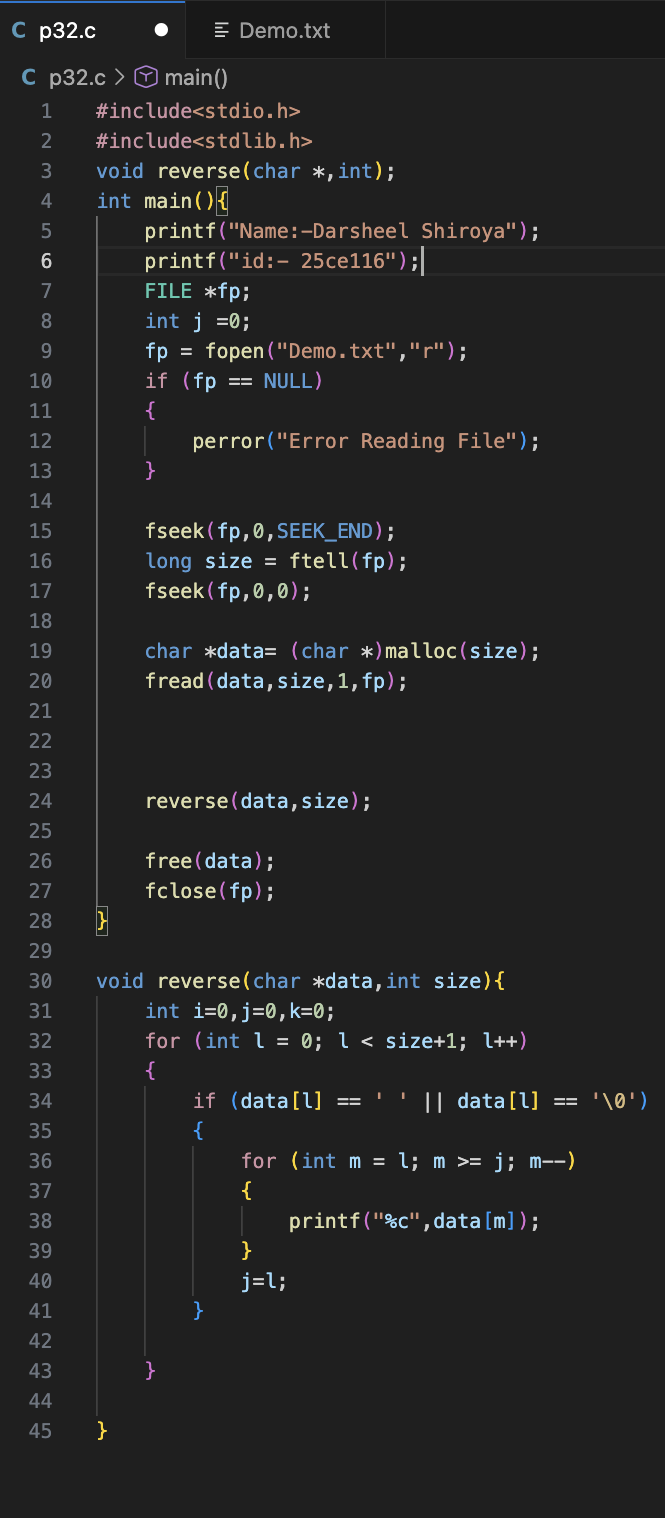 C p32.c Demo.txt
C p32.c > main()
1 #include<stdio.h>
2 #include<stdlib.h>
3 void reverse(char *,int);
4 int main(){
5     printf("Name:-Darsheel Shiroya");
6     printf("id:- 25ce116");
7     FILE *fp;
8     int j =0;
9     fp = fopen("Demo.txt","r");
10     if (fp == NULL)
11     {
12         perror("Error Reading File");
13     }
14
15     fseek(fp,0,SEEK_END);
16     long size = ftell(fp);
17     fseek(fp,0,0);
18
19     char *data= (char *)malloc(size);
20     fread(data,size,1,fp);
21
22
23
24     reverse(data,size);
25
26     free(data);
27     fclose(fp);
28 }
29
30 void reverse(char *data,int size){
31     int i=0,j=0,k=0;
32     for (int l = 0; l < size+1; l++)
33     {
34         if (data[l] == ' ' || data[l] == '\0')
35         {
36             for (int m = l; m >= j; m--)
37             {
38                 printf("%c",data[m]);
39             }
40             j=l;
41         }
42
43     }
44
45 }